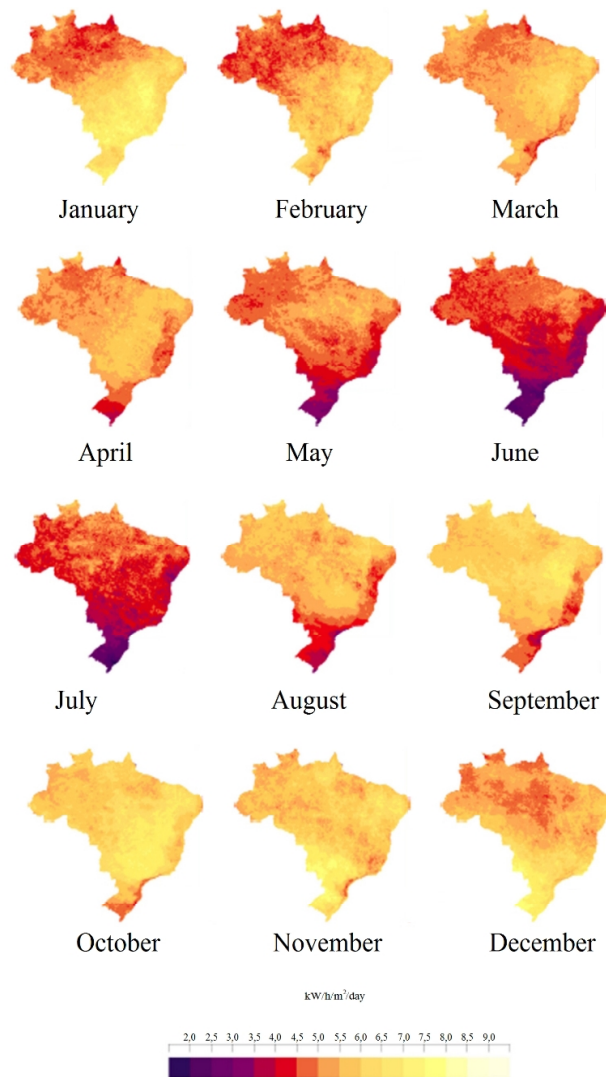 January February March
April May June
July August September
October November December
kW/h/m²/day
2,0 2,5 3,0 3,5 4,0 4,5 5,0 5,5 6,0 6,5 7,0 7,5 8,0 8,5 9,0